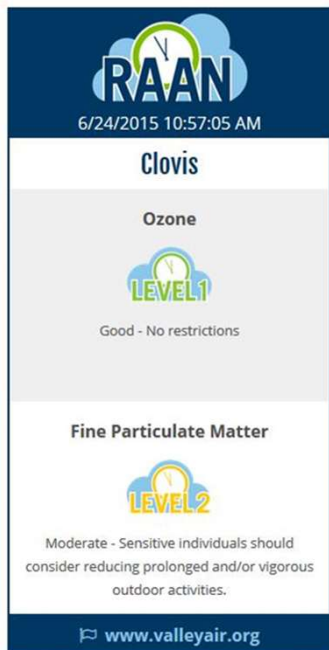 RAAN
6/24/2015 10:57:05 AM
Clovis
Ozone
LEVEL1
Good - No restrictions
Fine Particulate Matter
LEVEL2
Moderate - Sensitive individuals should
consider reducing prolonged and/or vigorous
outdoor activities.
www.valleyair.org